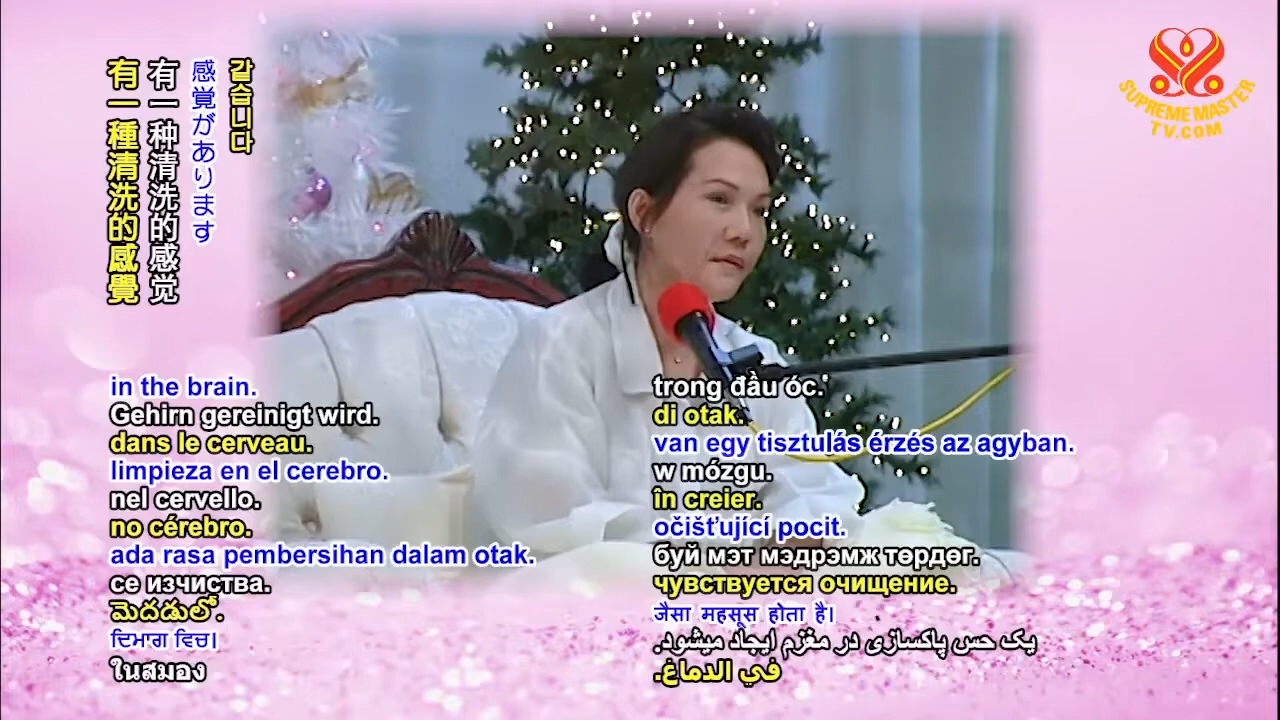 갈습니다
感覚があります
有一种清洗的感觉
有一種清洗的感覺
SUPREME MASTER
TV.COM
in the brain.
Gehirn gereinigt wird.
dans le cerveau.
limpieza en el cerebro.
nel cervello.
no cérebro.
ada rasa pembersihan dalam otak.
се изчиства.
మెదడులో.
ਦਿਮਾਗ ਵਿਚ।
ในสมอง
trong đầu óc.'
di otak.
van egy tisztulás érzés az agyban.
w mózgu.
în creier.
očišťující pocit.
буй мэт мэдрэмж төрдөг.
чувствуется очищение.
जैसा महसूस होता है।
یک حس پاکسازی در مغزم ایجاد میشود.
في الدماغ.